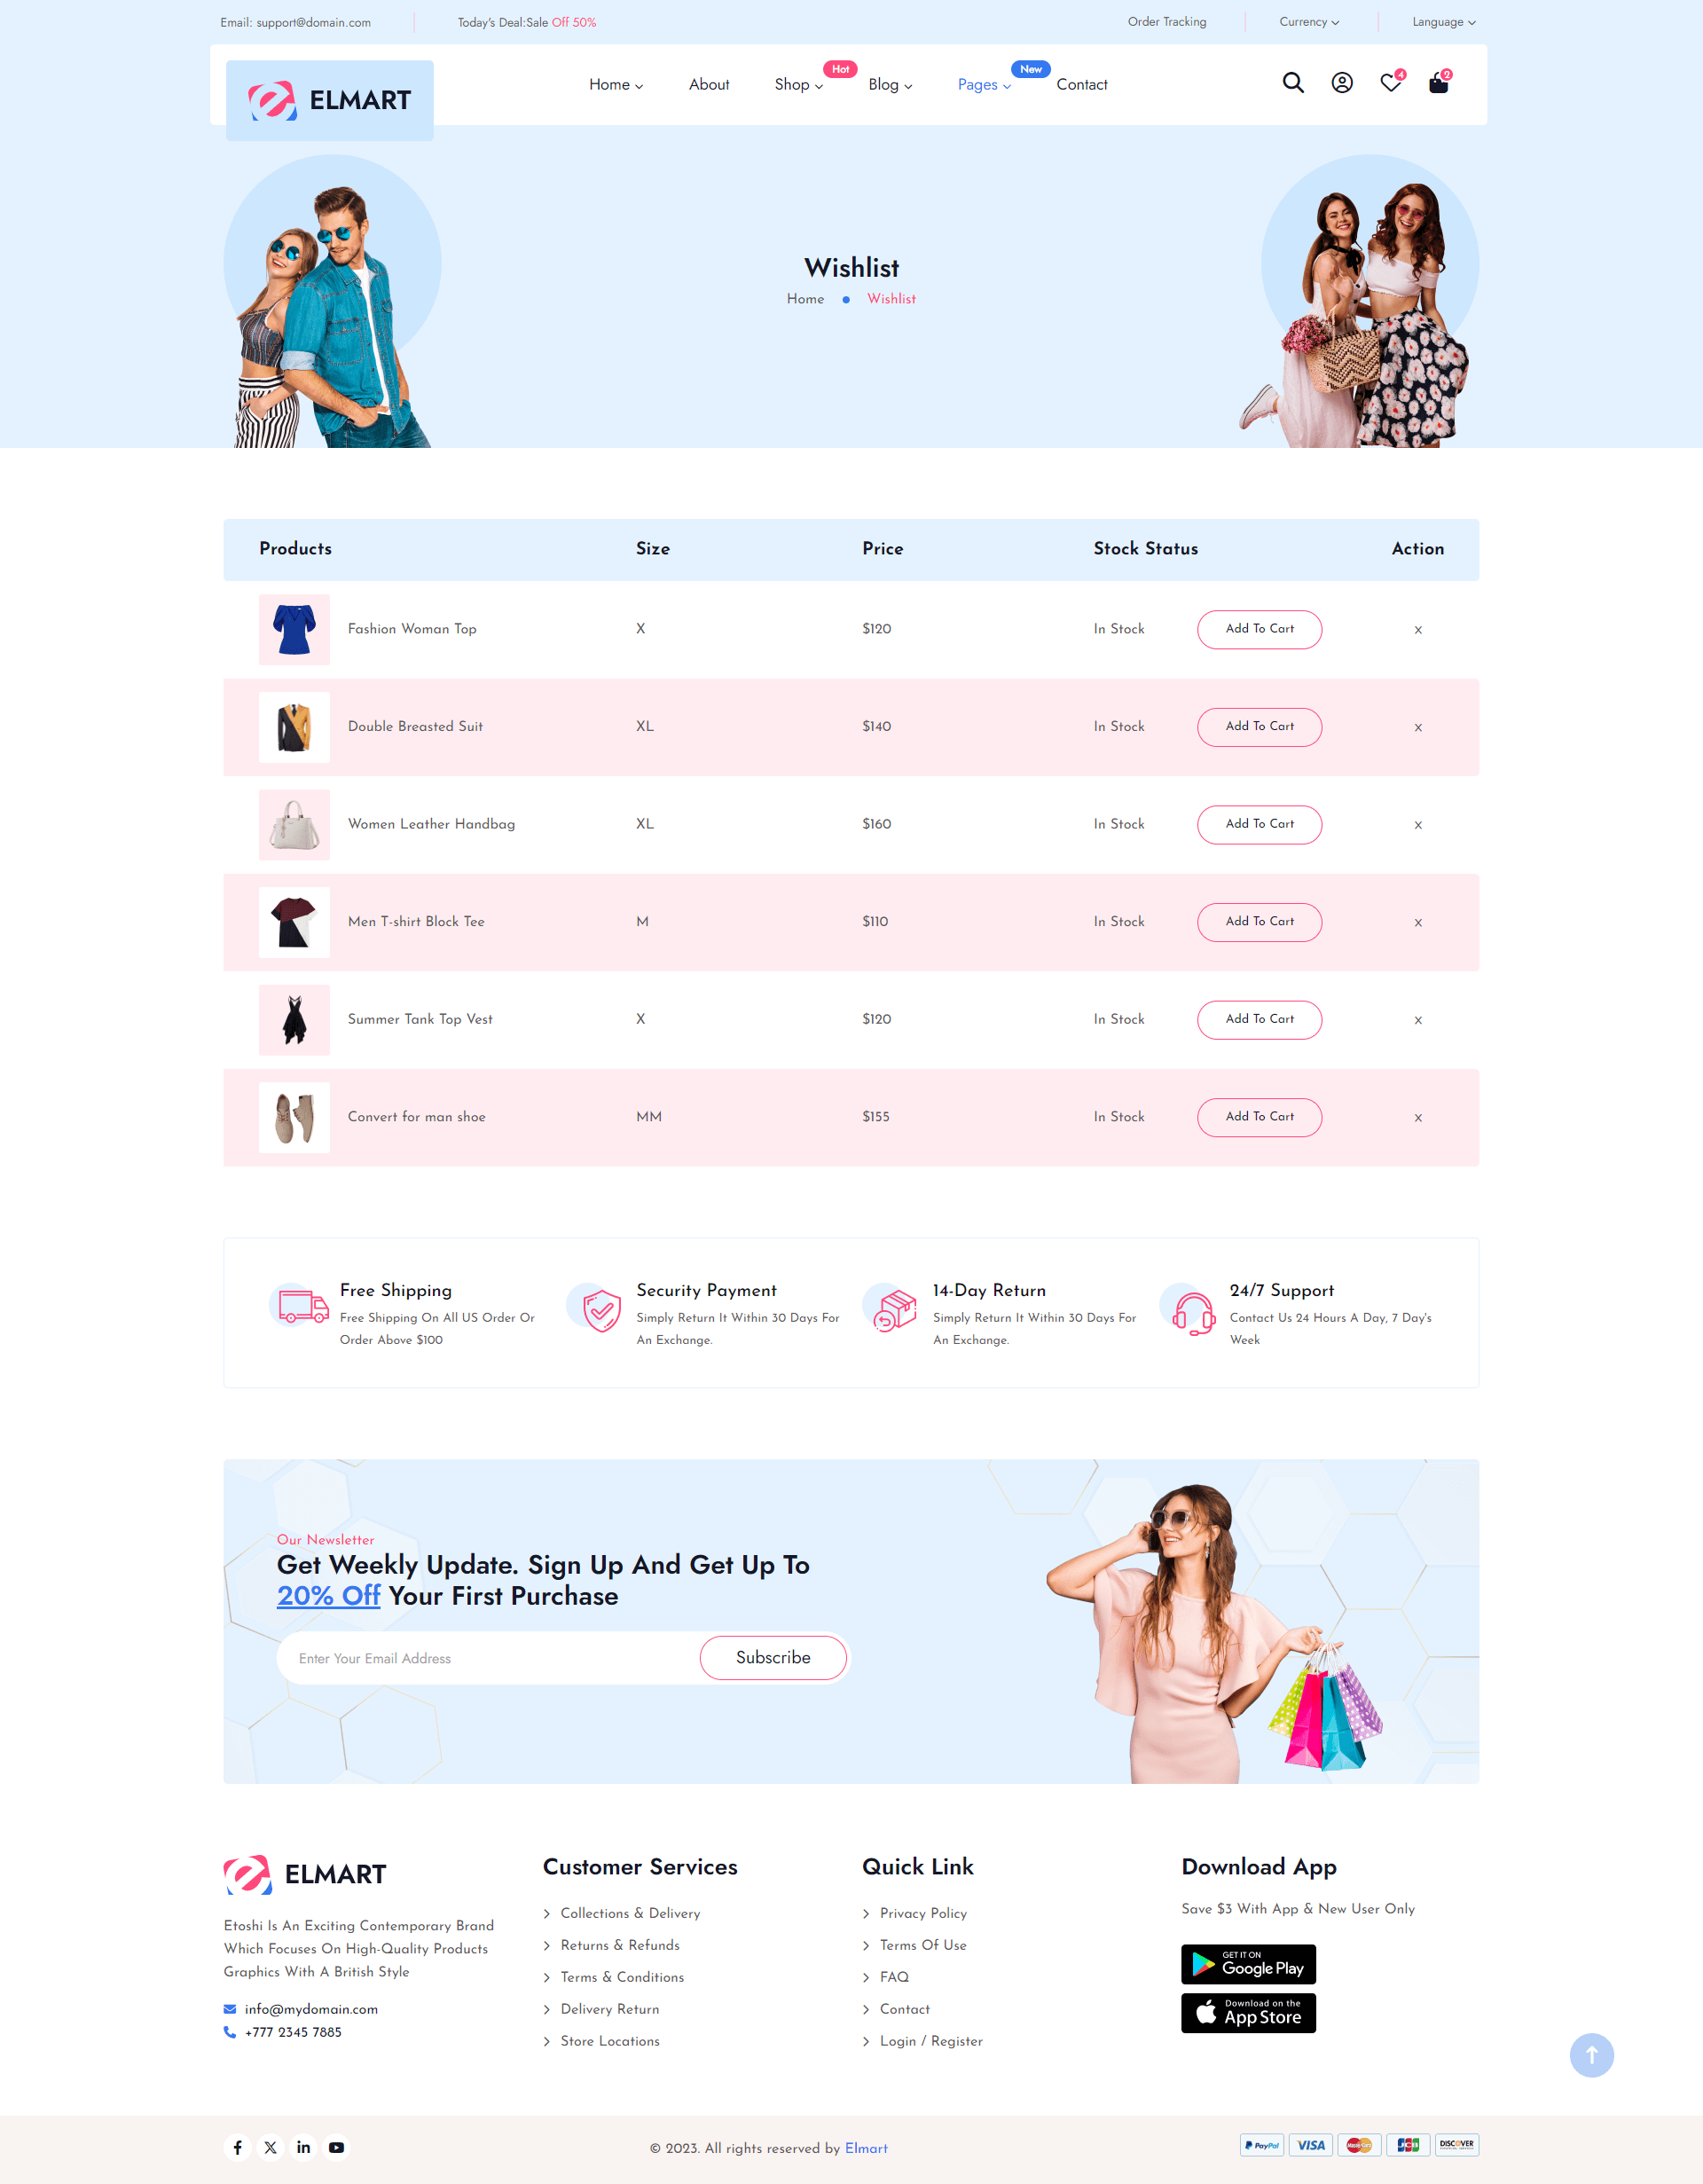 Email: support@domain.com
Today's Deal:Sale Off 50%
Order Tracking
Currency
Language
ELMART
Home
About
Shop
Hot
Blog
Pages
New
Contact
4
2
Wishlist
Home
Wishlist
Products Size Price Stock Status Action
Fashion Woman Top X $120 In Stock Add To Cart x
Double Breasted Suit XL $140 In Stock Add To Cart x
Women Leather Handbag XL $160 In Stock Add To Cart x
Men T-shirt Block Tee M $110 In Stock Add To Cart x
Summer Tank Top Vest X $120 In Stock Add To Cart x
Convert for man shoe MM $155 In Stock Add To Cart x
Free Shipping
Free Shipping On All US Order Or
Order Above $100
Security Payment
Simply Return It Within 30 Days For
An Exchange.
14-Day Return
Simply Return It Within 30 Days For
An Exchange.
24/7 Support
Contact Us 24 Hours A Day, 7 Day's
Week
Our Newsletter
Get Weekly Update. Sign Up And Get Up To
20% Off Your First Purchase
Enter Your Email Address
Subscribe
ELMART
Etoshi Is An Exciting Contemporary Brand
Which Focuses On High-Quality Products
Graphics With A British Style
info@mydomain.com
+777 2345 7885
Customer Services
Collections & Delivery
Returns & Refunds
Terms & Conditions
Delivery Return
Store Locations
Quick Link
Privacy Policy
Terms Of Use
FAQ
Contact
Login / Register
Download App
Save $3 With App & New User Only
GET IT ON
Google Play
Download on the
App Store
© 2023. All rights reserved by Elmart
PayPal
VISA
MasterCard
JCB
DISCOVER